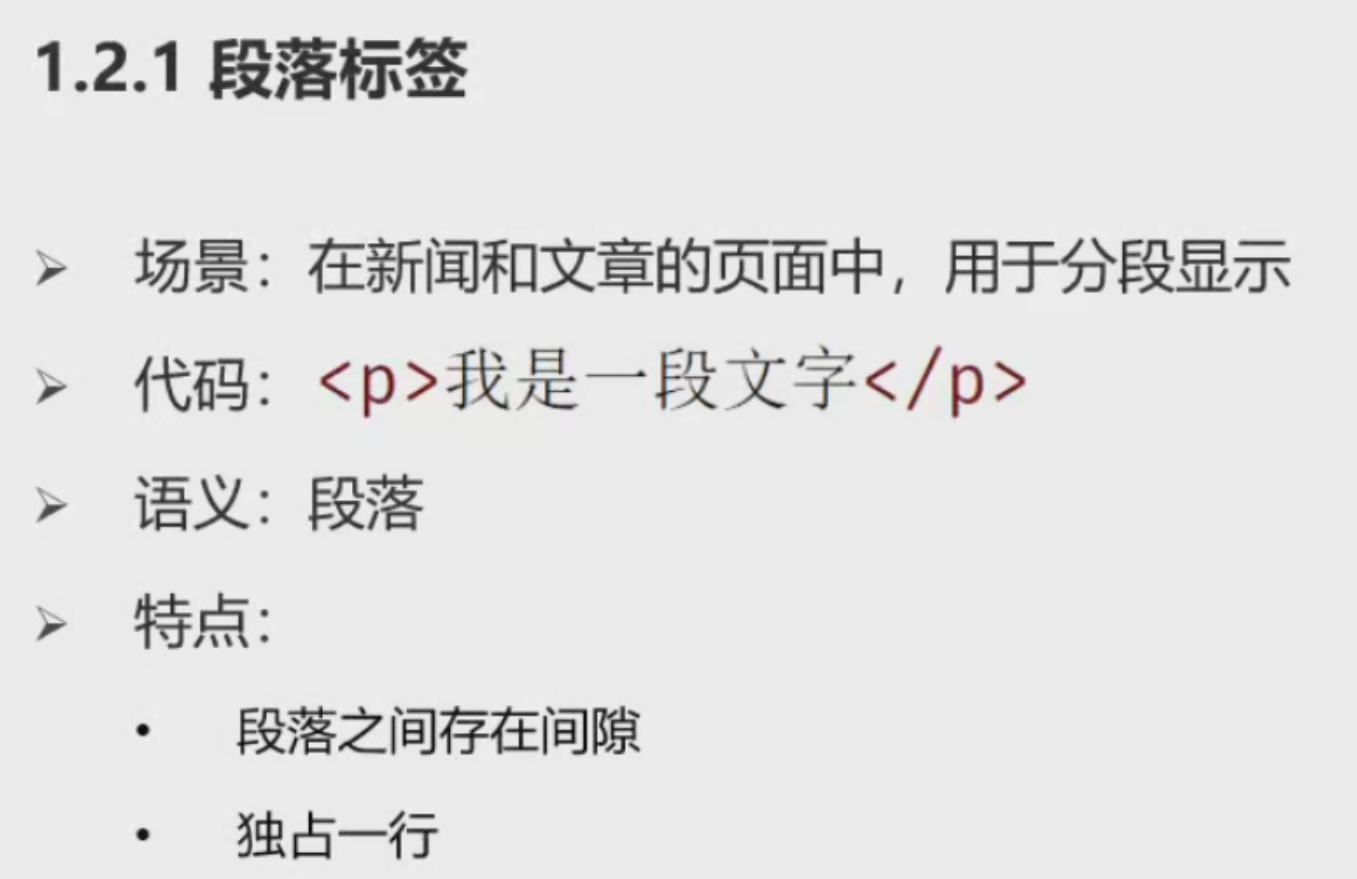 1.2.1 段落标签
➢ 场景：在新闻和文章的页面中，用于分段显示
➢ 代码：<p>我是一段文字</p>
➢ 语义：段落
➢ 特点：
• 段落之间存在间隙
• 独占一行